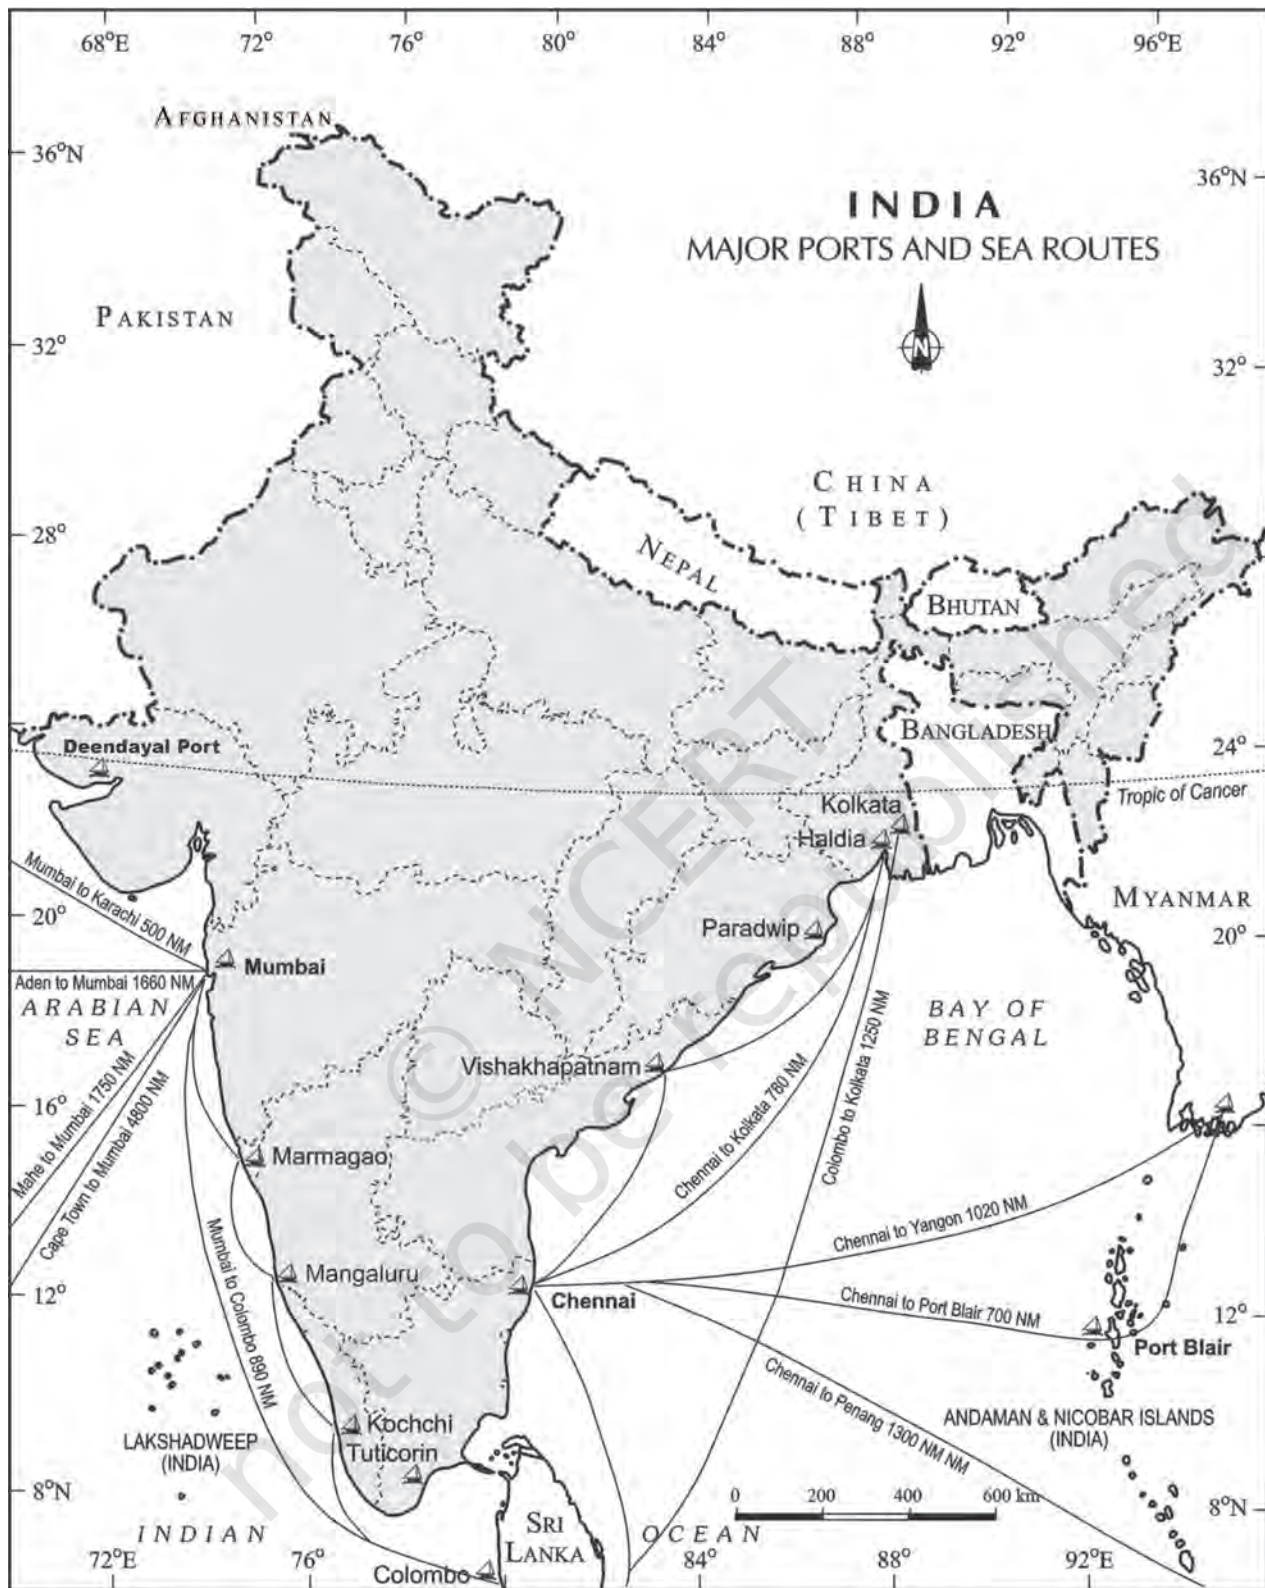 68°E 72° 76° 80° 84° 88° 92° 96°E
AFGHANISTAN
36°N
36°N
INDIA
MAJOR PORTS AND SEA ROUTES
N
PAKISTAN
32°
32°
CHINA
(TIBET)
28°
28°
NEPAL
BHUTAN
BANGLADESH
24°
Deendayal Port
Tropic of Cancer
Kolkata
Haldia
MYANMAR
Mumbai to Karachi 500 NM
20°
20°
Paradwip
Mumbai
Aden to Mumbai 1660 NM
ARABIAN
SEA
BAY OF
BENGAL
Vishakhapatnam
Colombo to Kolkata 1250 NM
Chennai to Kolkata 780 NM
Mahe to Mumbai 1750 NM
Cape Town to Mumbai 4800 NM
16°
Marmagao
Chennai to Yangon 1020 NM
Mumbai to Colombo 890 NM
Mangaluru
12°
12°
Chennai
Chennai to Port Blair 700 NM
Port Blair
Chennai to Penang 1300 NM NM
Kochchi
Tuticorin
LAKSHADWEEP
(INDIA)
ANDAMAN & NICOBAR ISLANDS
(INDIA)
8°N
8°N
0 200 400 600 km
INDIAN OCEAN
SRI
LANKA
72°E 76° 84° 88° 92°E
Colombo
© NCERT
not to be republished